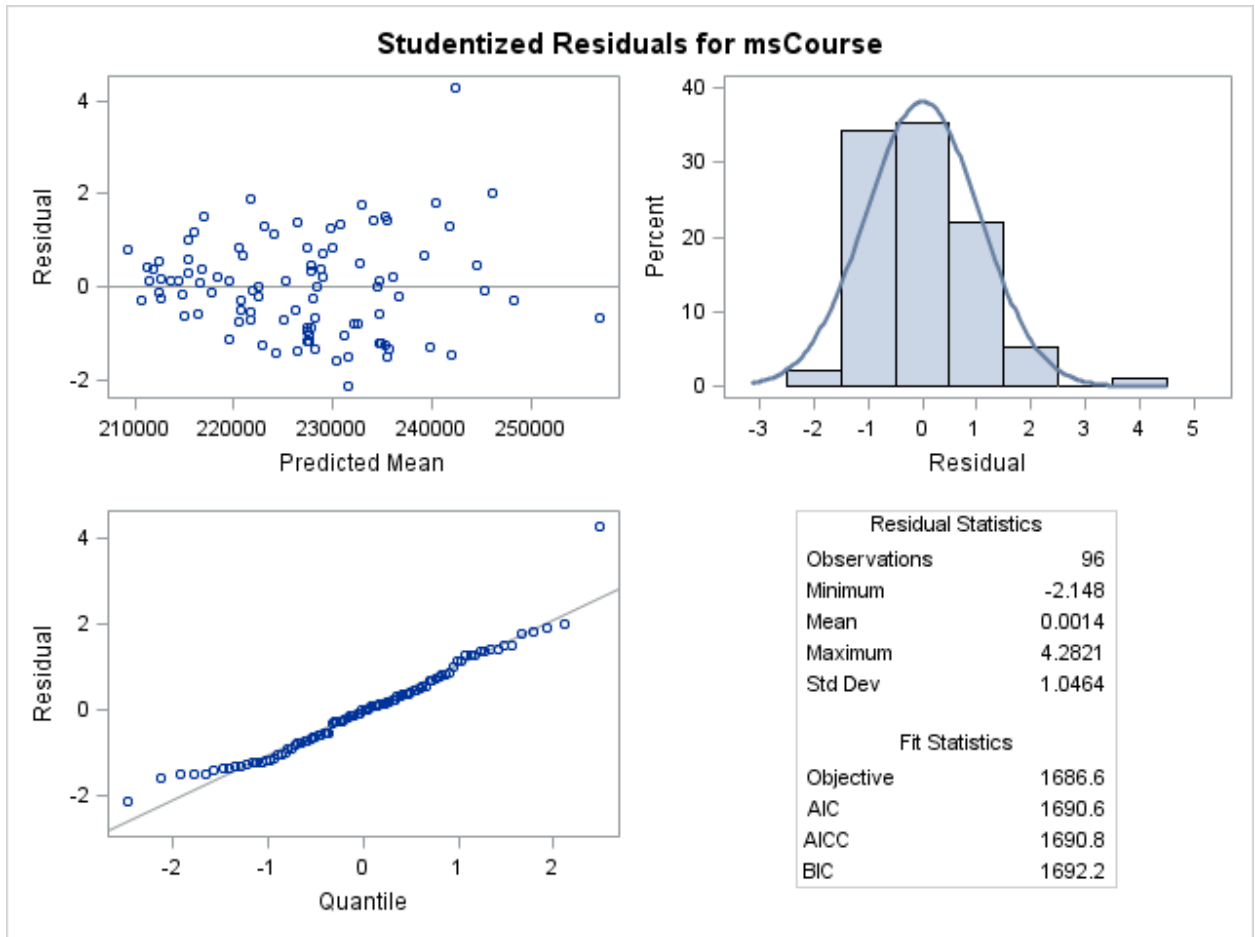 Studentized Residuals for msCourse
4
2
0
-2
Residual
210000 220000 230000 240000 250000
Predicted Mean
40
30
20
10
0
Percent
-3 -2 -1 0 1 2 3 4 5
Residual
4
2
0
-2
Residual
-2 -1 0 1 2
Quantile
Residual Statistics
Observations 96
Minimum -2.148
Mean 0.0014
Maximum 4.2821
Std Dev 1.0464
Fit Statistics
Objective 1686.6
AIC 1690.6
AICC 1690.8
BIC 1692.2